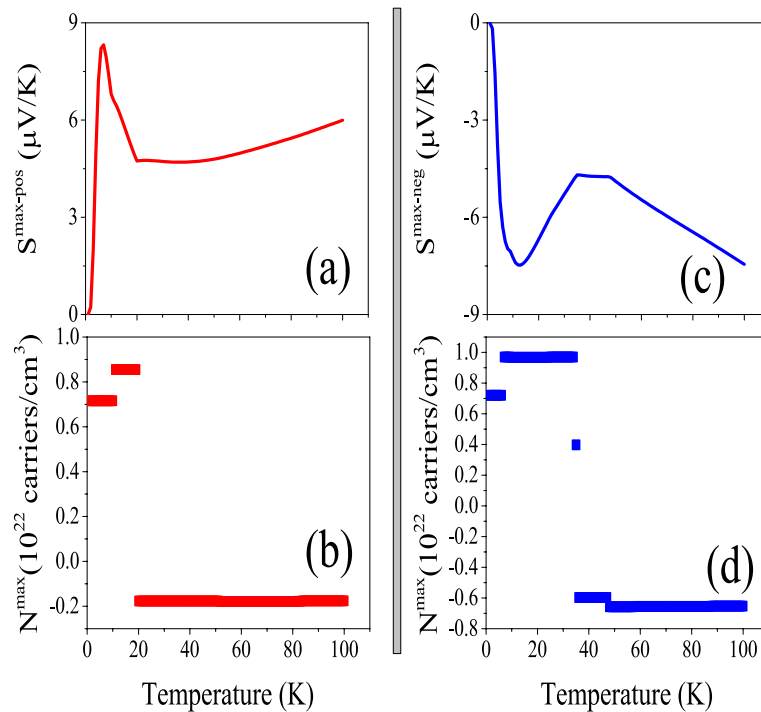 9
6
3
0
S^max-pos (μV/K)
(a)
1.0
0.8
0.6
0.4
0.2
0.0
-0.2
N^max(10^22 carriers/cm^3)
(b)
0 20 40 60 80 100
Temperature (K)
0
-3
-6
-9
S^max-neg (μV/K)
(c)
1.0
0.8
0.6
0.4
0.2
0.0
-0.2
-0.4
-0.6
-0.8
N^max(10^22 carriers/cm^3)
(d)
0 20 40 60 80 100
Temperature (K)